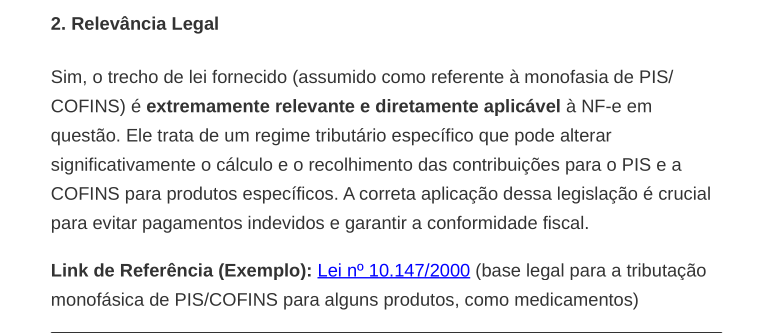 2. Relevância Legal
Sim, o trecho de lei fornecido (assumido como referente à monofasia de PIS/
COFINS) é extremamente relevante e diretamente aplicável à NF-e em
questão. Ele trata de um regime tributário específico que pode alterar
significativamente o cálculo e o recolhimento das contribuições para o PIS e a
COFINS para produtos específicos. A correta aplicação dessa legislação é crucial
para evitar pagamentos indevidos e garantir a conformidade fiscal.
Link de Referência (Exemplo): Lei nº 10.147/2000 (base legal para a tributação
monofásica de PIS/COFINS para alguns produtos, como medicamentos)